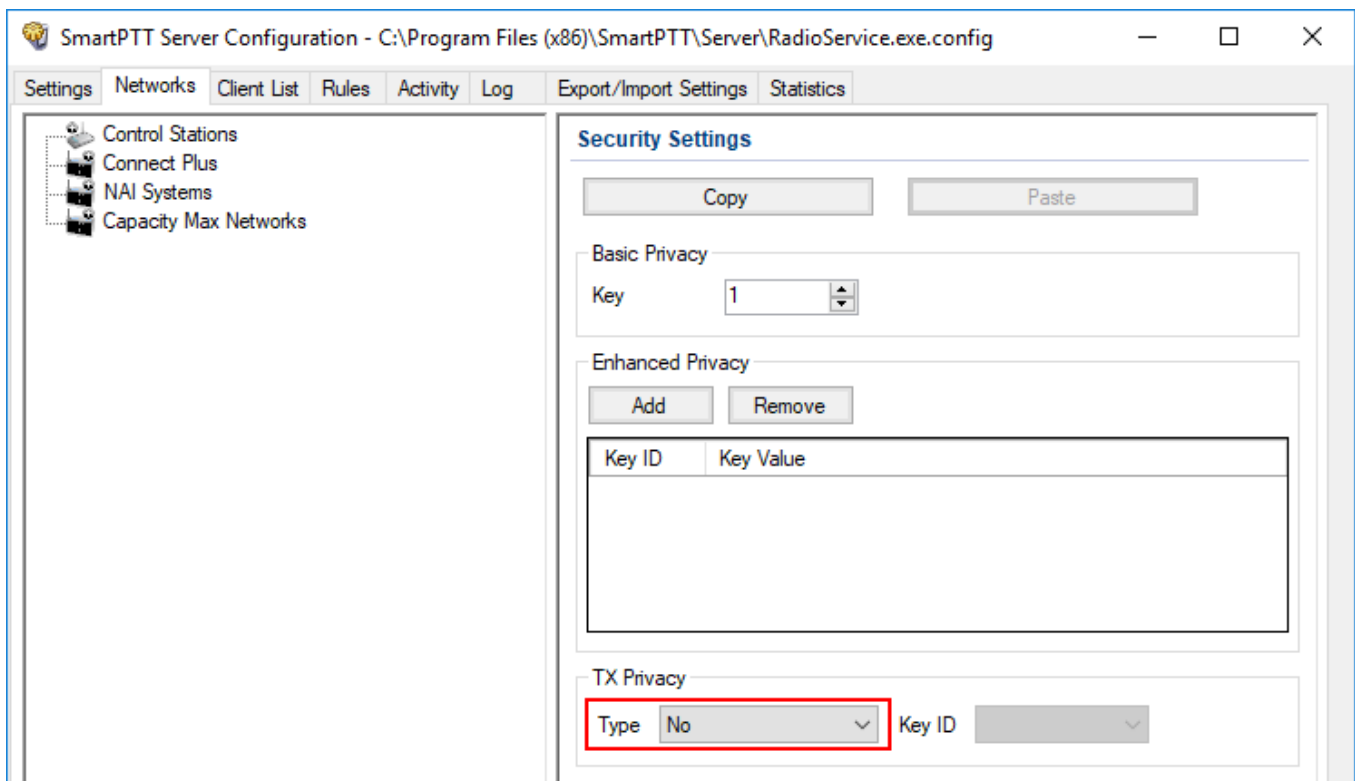 SmartPTT Server Configuration - C:\Program Files (x86)\SmartPTT\Server\RadioService.exe.config
Settings Networks Client List Rules Activity Log Export/Import Settings Statistics
Control Stations
Connect Plus
NAI Systems
Capacity Max Networks
Security Settings
Copy Paste
Basic Privacy
Key 1
Enhanced Privacy
Add Remove
Key ID Key Value
TX Privacy
Type No Key ID